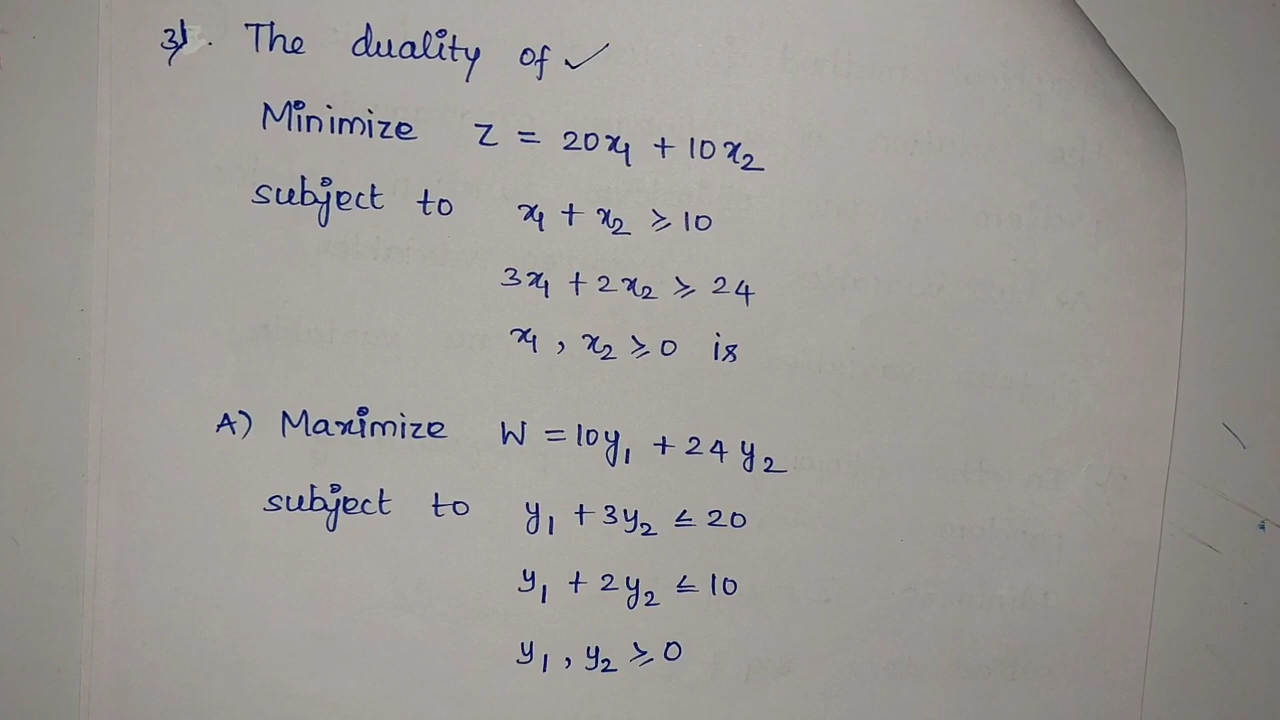 3). The duality of ✓
Minimize Z = 20x₁ + 10x₂
subject to x₁ + x₂ ≥ 10
3x₁ + 2x₂ ≥ 24
x₁, x₂ ≥ 0 is
A) Maximize W = 10y₁ + 24y₂
subject to y₁ + 3y₂ ≤ 20
y₁ + 2y₂ ≤ 10
y₁, y₂ ≥ 0